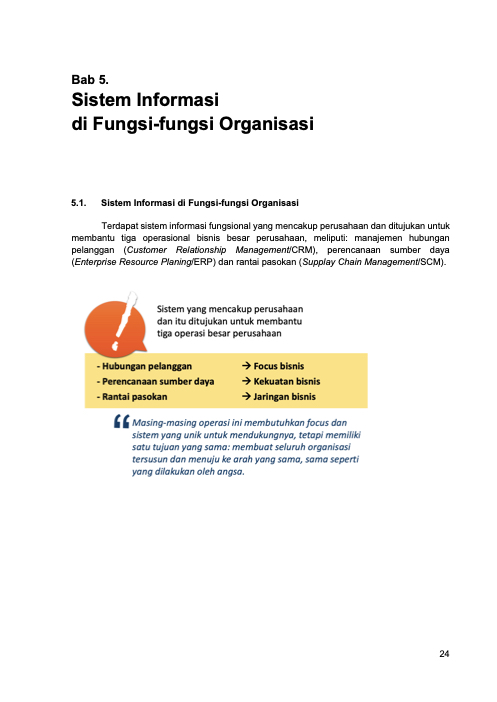 Bab 5.
Sistem Informasi
di Fungsi-fungsi Organisasi
5.1. Sistem Informasi di Fungsi-fungsi Organisasi
Terdapat sistem informasi fungsional yang mencakup perusahaan dan ditujukan untuk
membantu tiga operasional bisnis besar perusahaan, meliputi: manajemen hubungan
pelanggan (Customer Relationship Management/CRM), perencanaan sumber daya
(Enterprise Resource Planing/ERP) dan rantai pasokan (Supplay Chain Management/SCM).
Sistem yang mencakup perusahaan
dan itu ditujukan untuk membantu
tiga operasi besar perusahaan
- Hubungan pelanggan → Focus bisnis
- Perencanaan sumber daya → Kekuatan bisnis
- Rantai pasokan → Jaringan bisnis
“ Masing-masing operasi ini membutuhkan focus dan
sistem yang unik untuk mendukungnya, tetapi memiliki
satu tujuan yang sama: membuat seluruh organisasi
tersusun dan menuju ke arah yang sama, sama seperti
yang dilakukan oleh angsa.
24